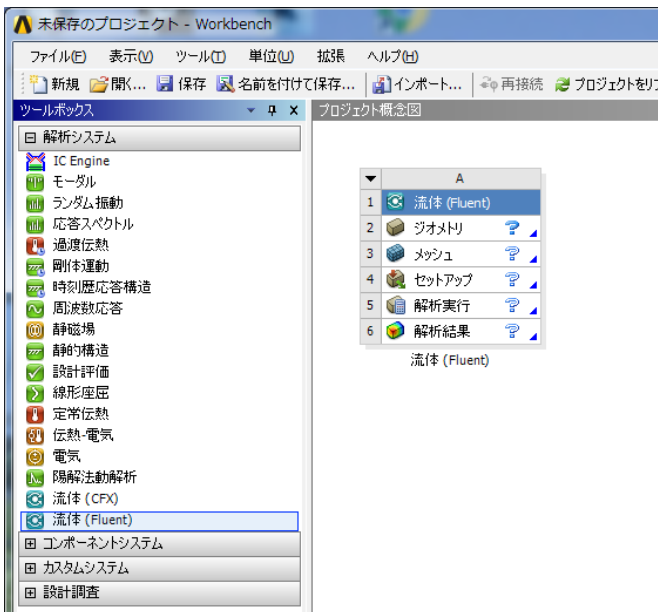 未保存のプロジェクト - Workbench
ファイル(F) 表示(V) ツール(T) 単位(U) 拡張 ヘルプ(H)
新規 開く... 保存 名前を付けて保存... インポート... 再接続 プロジェクトをリフ
ツールボックス
プロジェクト概念図
解析システム
IC Engine
モーダル
ランダム振動
応答スペクトル
過渡伝熱
剛体運動
時刻歴応答構造
周波数応答
静磁場
静的構造
設計評価
線形座屈
定常伝熱
伝熱-電気
電気
陽解法動解析
流体 (CFX)
流体 (Fluent)
コンポーネントシステム
カスタムシステム
設計調査
A
1 流体 (Fluent)
2 ジオメトリ ?
3 メッシュ ?
4 セットアップ ?
5 解析実行 ?
6 解析結果 ?
流体 (Fluent)